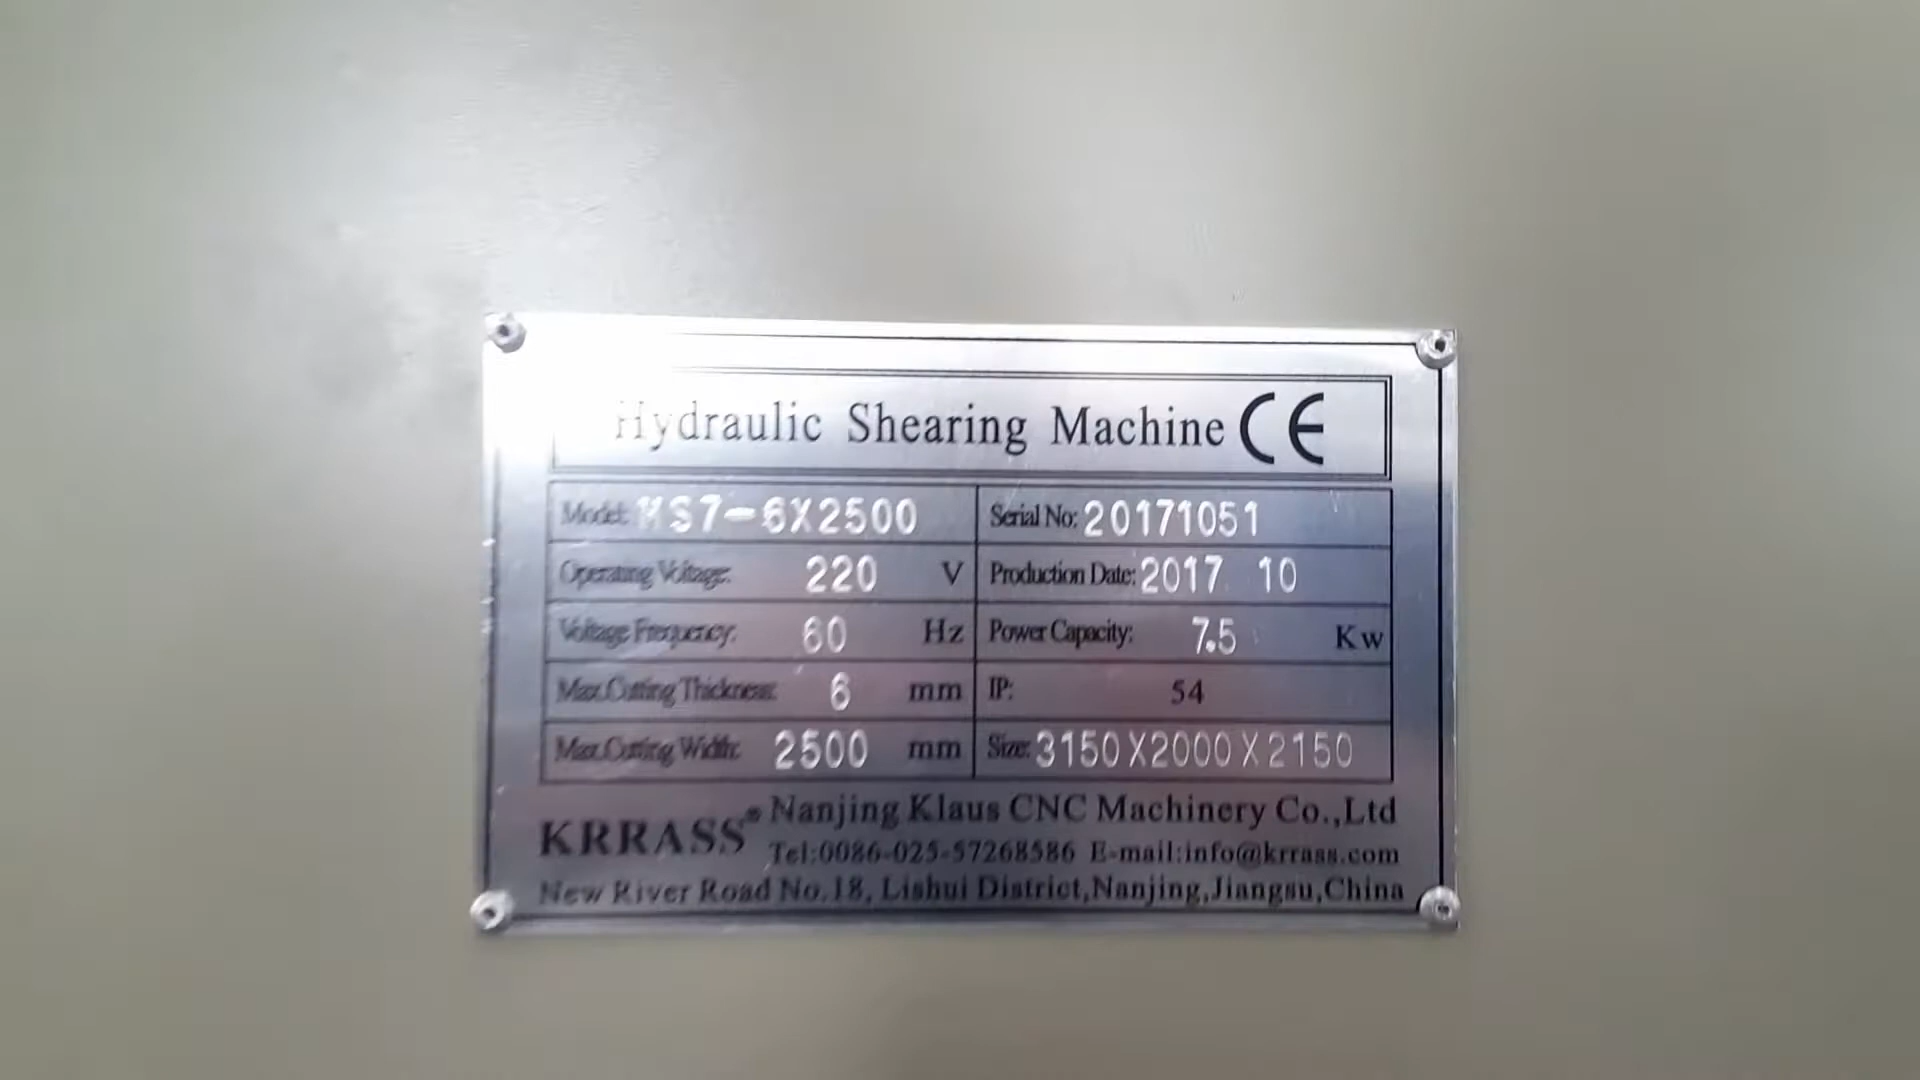 Hydraulic Shearing Machine CE
Model: MS7-6X2500 Serial No: 20171051
Operating Voltage: 220 V Production Date: 2017 10
Voltage Frequency: 60 Hz Power Capacity: 7.5 Kw
Max.Cutting Thickness: 6 mm IP: 54
Max.Cutting Width: 2500 mm Size: 3150X2000X2150
KRRASS® Nanjing Klaus CNC Machinery Co.,Ltd
Tel:0086-025-57268586 E-mail:info@krrass.com
New River Road No.18, Lishui District,Nanjing,Jiangsu,China